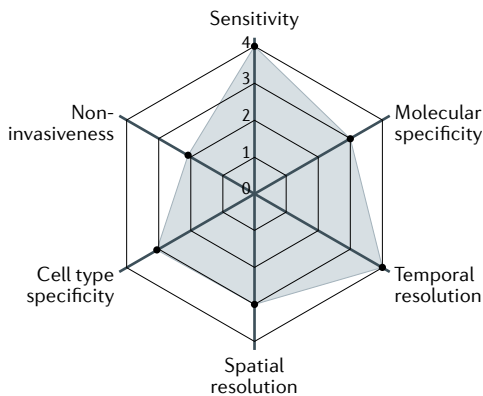 Sensitivity
4
3
2
1
0
Non-
invasiveness
Molecular
specificity
Cell type
specificity
Temporal
resolution
Spatial
resolution